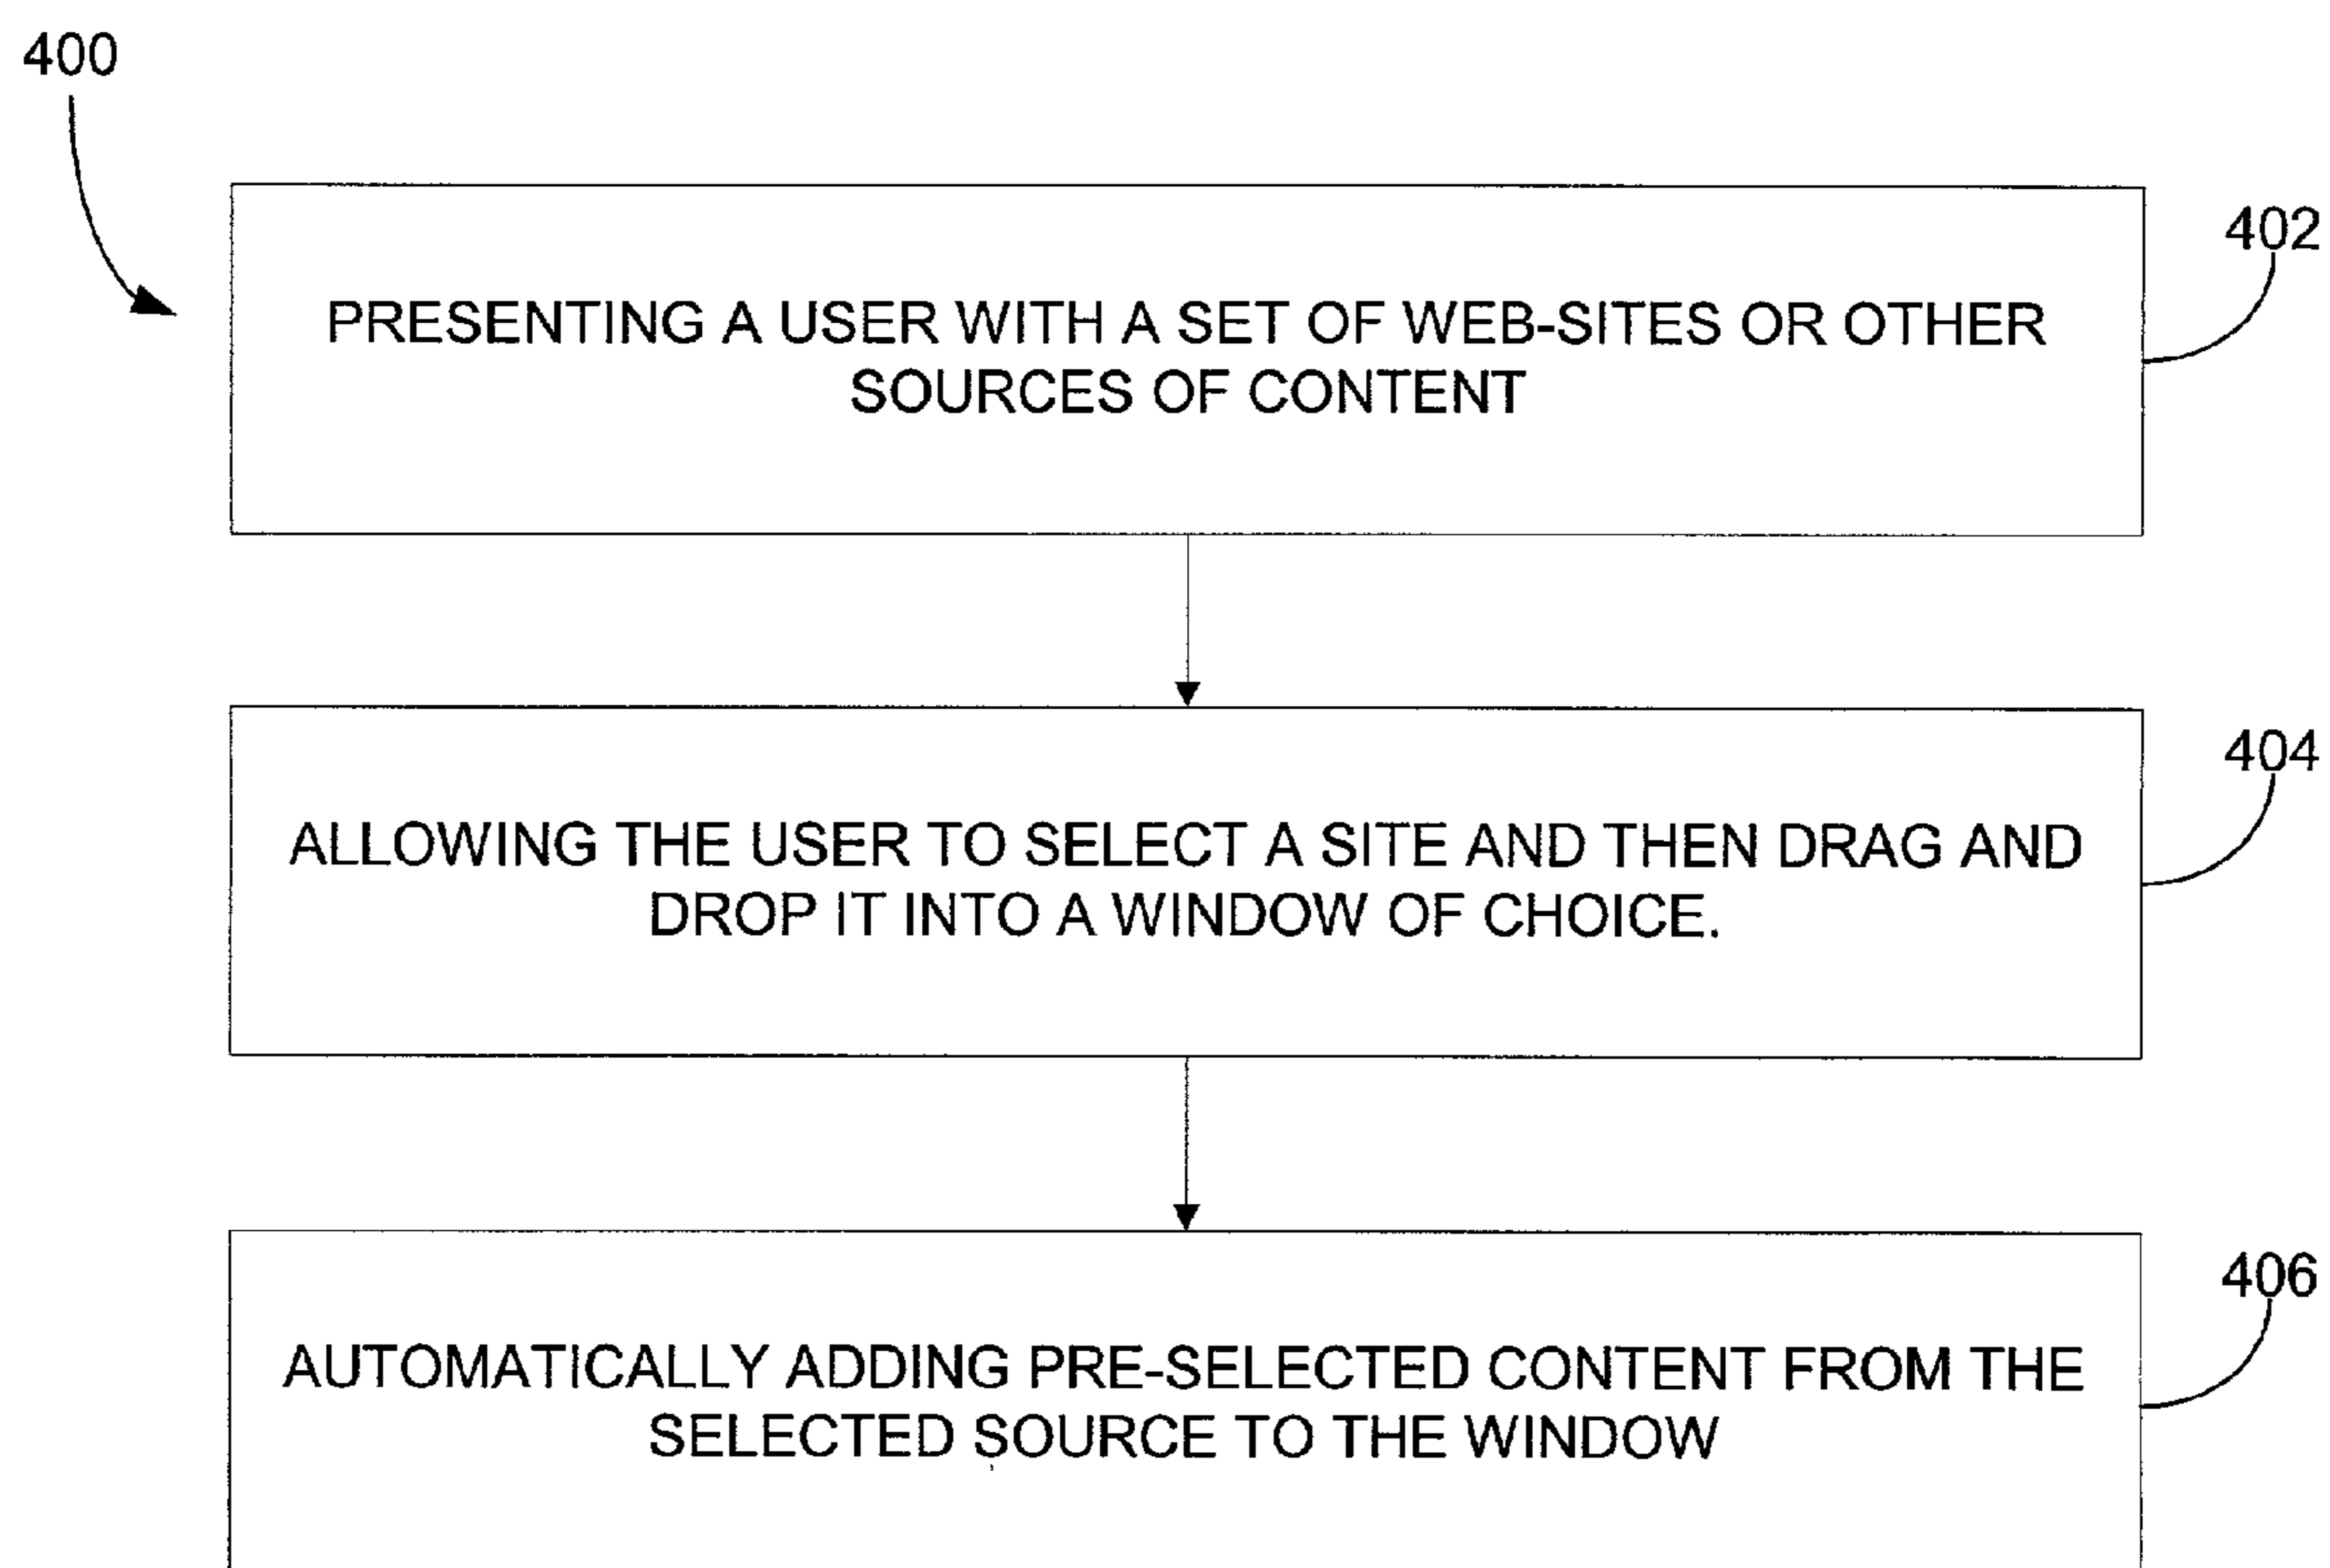 400
402
PRESENTING A USER WITH A SET OF WEB-SITES OR OTHER
SOURCES OF CONTENT
404
ALLOWING THE USER TO SELECT A SITE AND THEN DRAG AND
DROP IT INTO A WINDOW OF CHOICE.
406
AUTOMATICALLY ADDING PRE-SELECTED CONTENT FROM THE
SELECTED SOURCE TO THE WINDOW